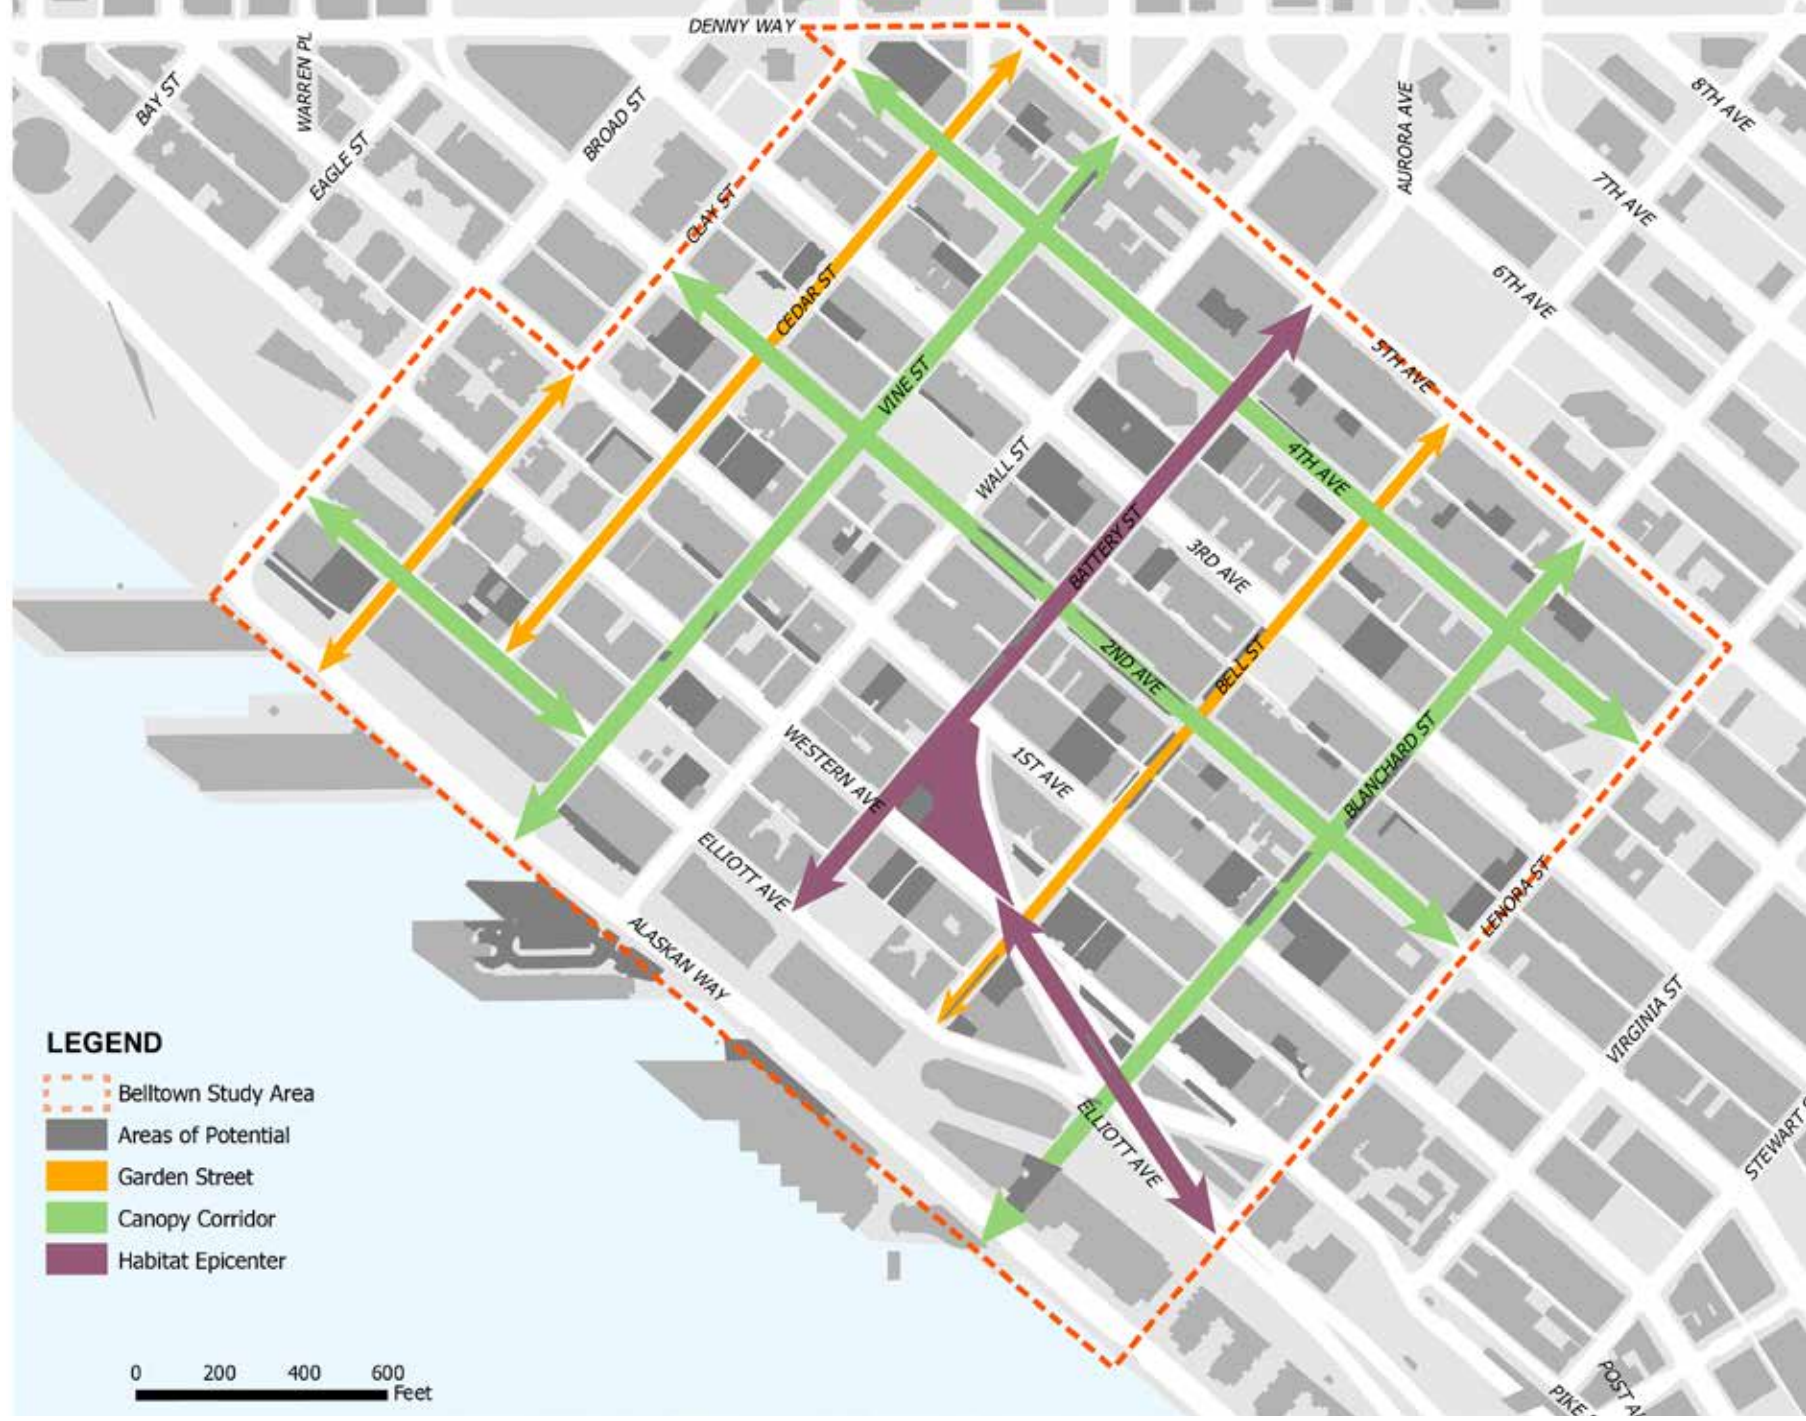 DENNY WAY
BAY ST
WARREN PL
EAGLE ST
BROAD ST
CLAY ST
AURORA AVE
8TH AVE
7TH AVE
6TH AVE
5TH AVE
CEDAR ST
VINE ST
WALL ST
4TH AVE
BATTERY ST
3RD AVE
2ND AVE
BELL ST
BLANCHARD ST
1ST AVE
WESTERN AVE
ELLIOTT AVE
ALASKAN WAY
LENORA ST
VIRGINIA ST
STEWART
ELLIOTT AVE
POST
PIKE
LEGEND
Belltown Study Area
Areas of Potential
Garden Street
Canopy Corridor
Habitat Epicenter
0 200 400 600
Feet